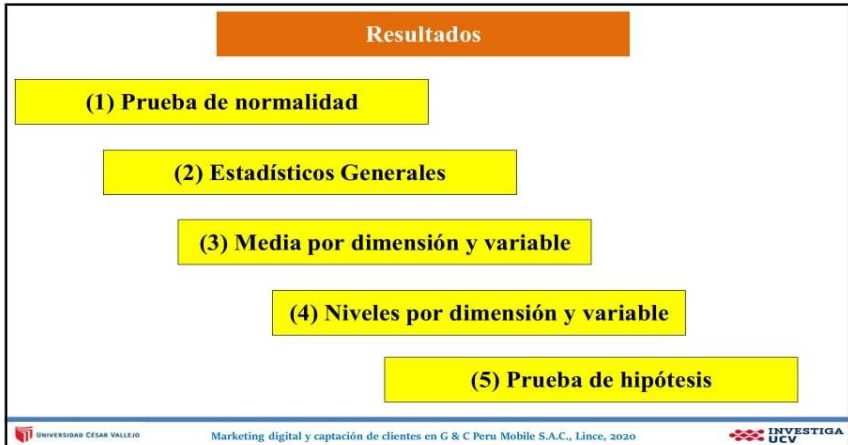 Resultados
(1) Prueba de normalidad
(2) Estadísticos Generales
(3) Media por dimensión y variable
(4) Niveles por dimensión y variable
(5) Prueba de hipótesis
UNIVERSIDAD CÉSAR VALLEJO
Marketing digital y captación de clientes en G & C Peru Mobile S.A.C., Lince, 2020
INVESTIGA
UCV